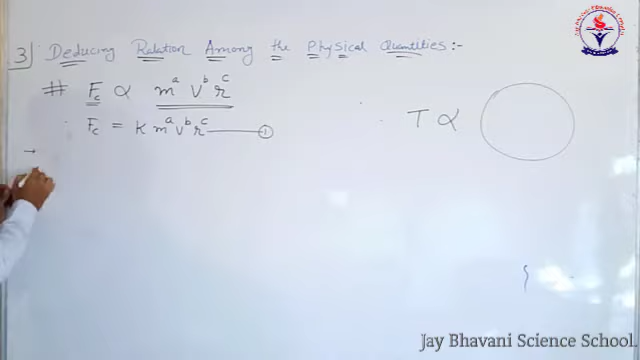 3) Deducing Relation Among the Physical Quantities :-
# Fc ∝ m^a v^b r^c
Fc = K m^a v^b r^c —— ①
→
T ∝
Jay Bhavani Science School.